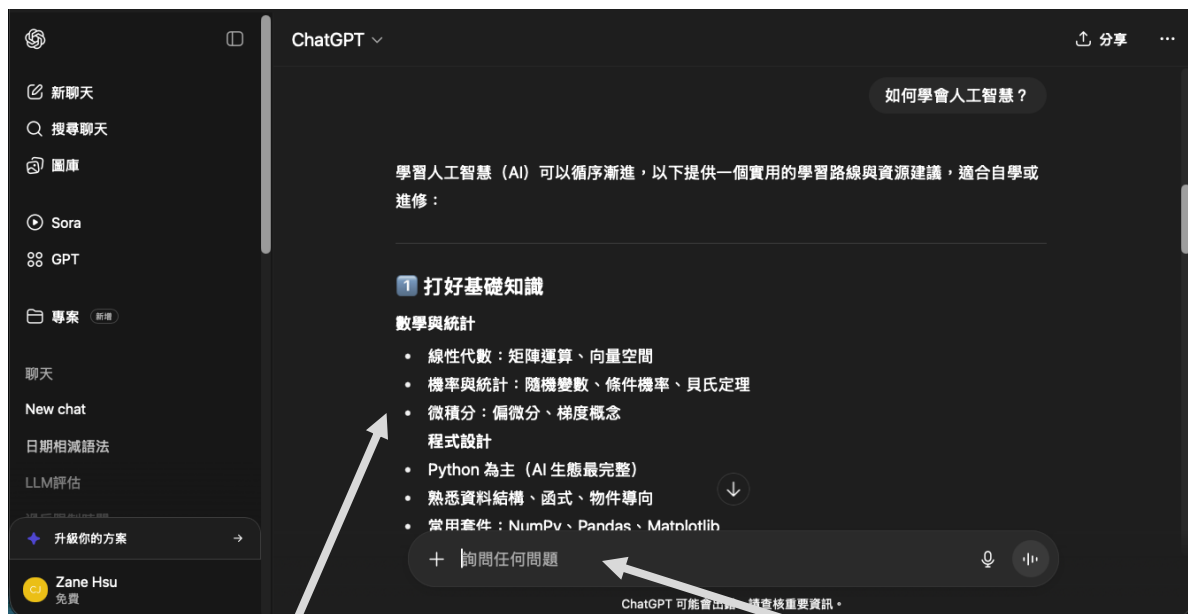 ChatGPT
分享
新聊天
搜尋聊天
圖庫
Sora
GPT
專案 新增
聊天
New chat
日期相減語法
LLM評估
升級你的方案
Zane Hsu
免費
如何學會人工智慧？
學習人工智慧（AI）可以循序漸進，以下提供一個實用的學習路線與資源建議，適合自學或
進修：
1 打好基礎知識
數學與統計
• 線性代數：矩陣運算、向量空間
• 機率與統計：隨機變數、條件機率、貝氏定理
• 微積分：偏微分、梯度概念
程式設計
• Python 為主（AI 生態最完整）
• 熟悉資料結構、函式、物件導向
• 常用套件：NumPy、Pandas、Matplotlib
詢問任何問題
ChatGPT 可能會出 請查核重要資訊。